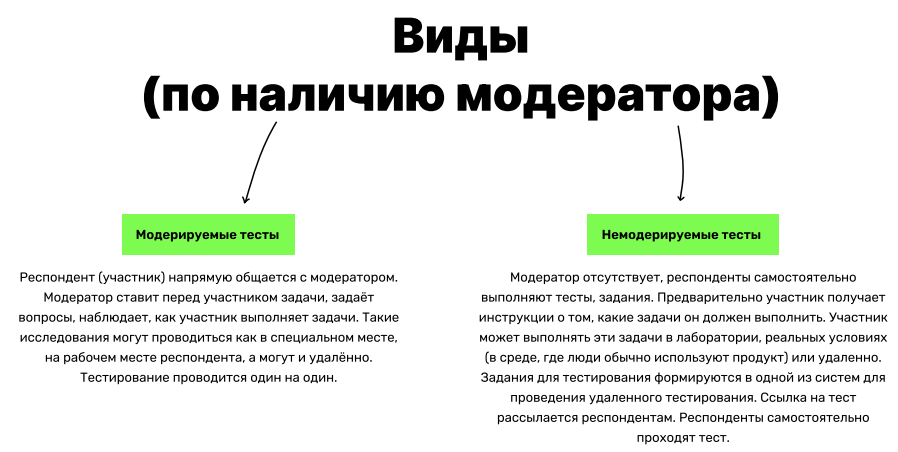 Виды
(по наличию модератора)
Модерируемые тесты
Респондент (участник) напрямую общается с модератором.
Модератор ставит перед участником задачи, задаёт
вопросы, наблюдает, как участник выполняет задачи. Такие
исследования могут проводиться как в специальном месте,
на рабочем месте респондента, а могут и удалённо.
Тестирование проводится один на один.
Немодерируемые тесты
Модератор отсутствует, респонденты самостоятельно
выполняют тесты, задания. Предварительно участник получает
инструкции о том, какие задачи он должен выполнить. Участник
может выполнять эти задачи в лаборатории, реальных условиях
(в среде, где люди обычно используют продукт) или удаленно.
Задания для тестирования формируются в одной из систем для
проведения удаленного тестирования. Ссылка на тест
рассылается респондентам. Респонденты самостоятельно
проходят тест.